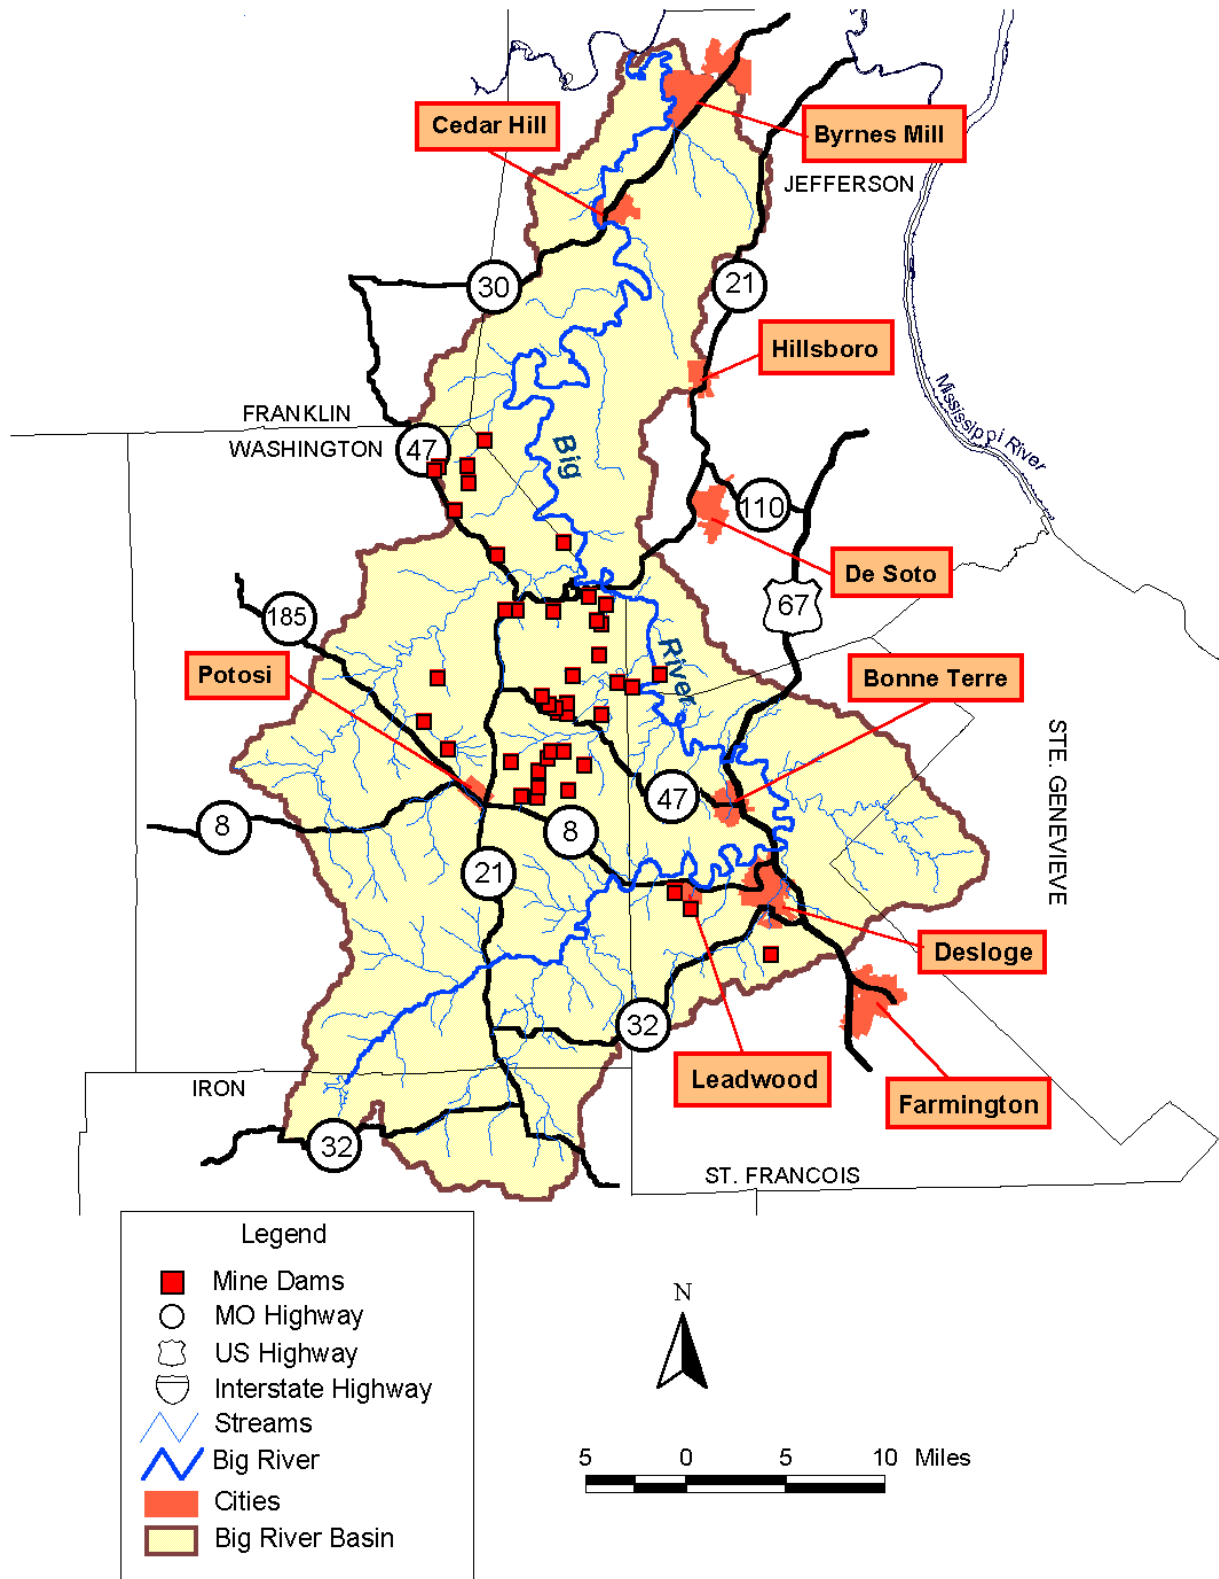 Cedar Hill
Byrnes Mill
JEFFERSON
30
21
Hillsboro
Mississippi River
FRANKLIN
WASHINGTON
47
Big
110
De Soto
67
185
River
Potosi
Bonne Terre
STE. GENEVIEVE
47
8
8
21
Desloge
32
Leadwood
Farmington
IRON
32
ST. FRANCOIS
Legend
Mine Dams
MO Highway
US Highway
Interstate Highway
Streams
Big River
Cities
Big River Basin
N
5 0 5 10 Miles